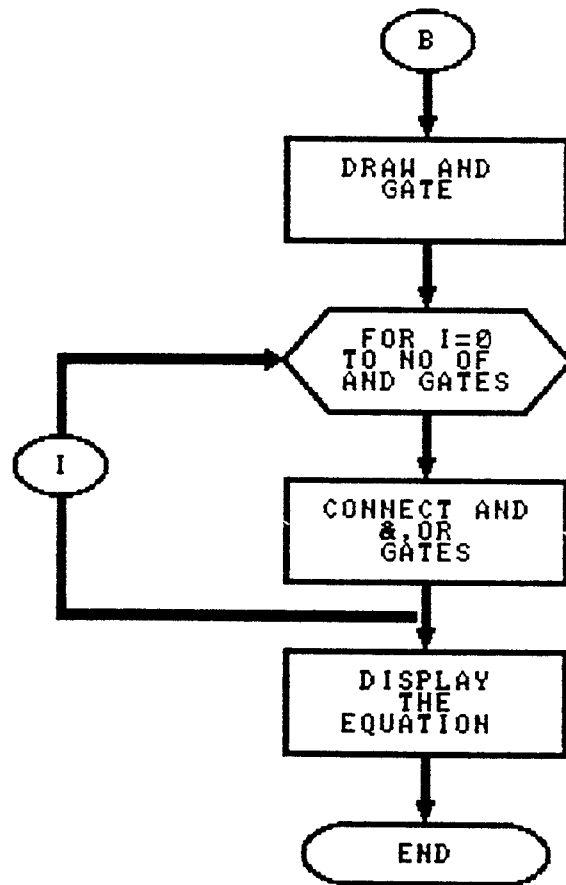 B
DRAW AND
GATE
FOR I=0
TO NO OF
AND GATES
I
CONNECT AND
&,OR
GATES
DISPLAY
THE
EQUATION
END